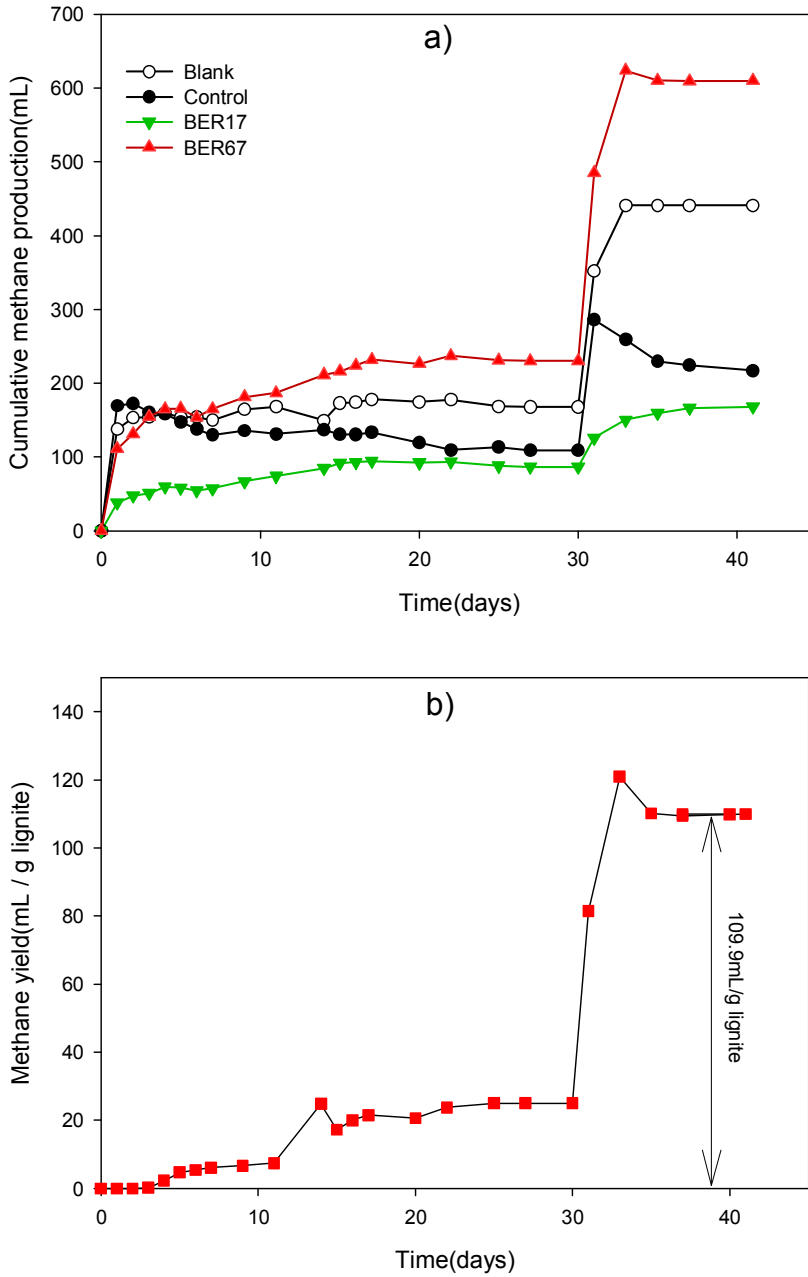 a)
Blank
Control
BER17
BER67
Cumulative methane production(mL)
700
600
500
400
300
200
100
0
0 10 20 30 40
Time(days)
b)
Methane yield(mL / g lignite)
140
120
100
80
60
40
20
0
109.9mL/g lignite
0 10 20 30 40
Time(days)